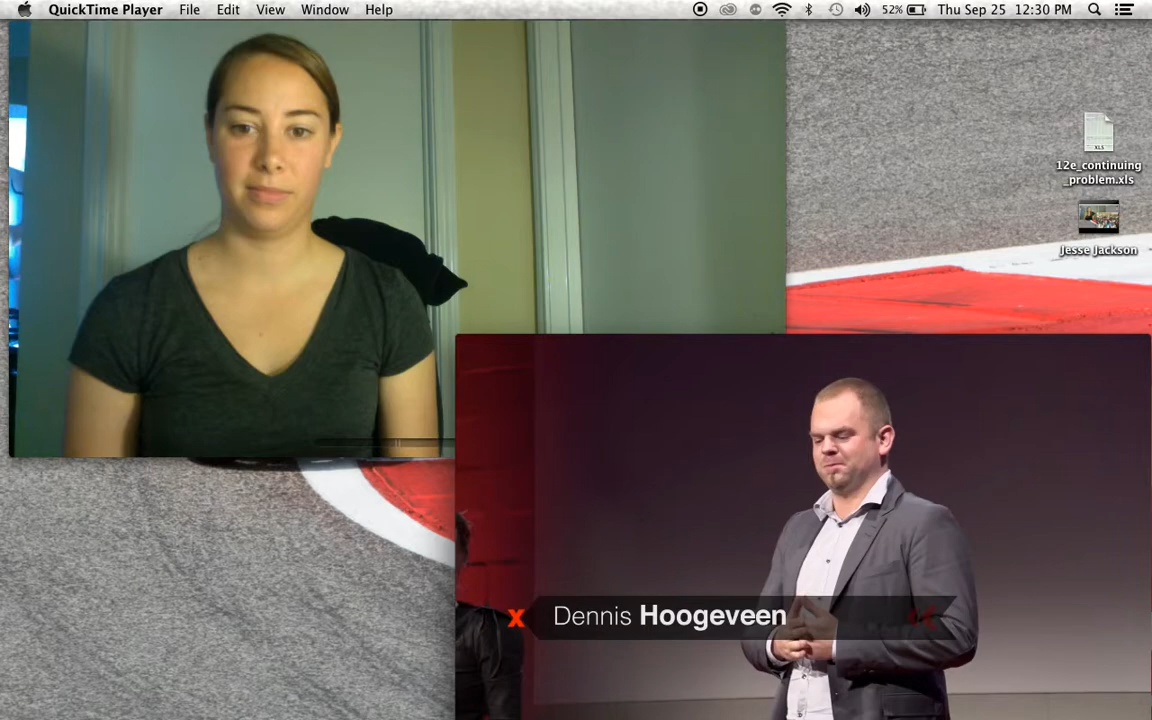 QuickTime Player File Edit View Window Help 52% Thu Sep 25 12:30 PM
XLS
12e_continuing
_problem.xls
Jesse Jackson
x Dennis Hoogeveen